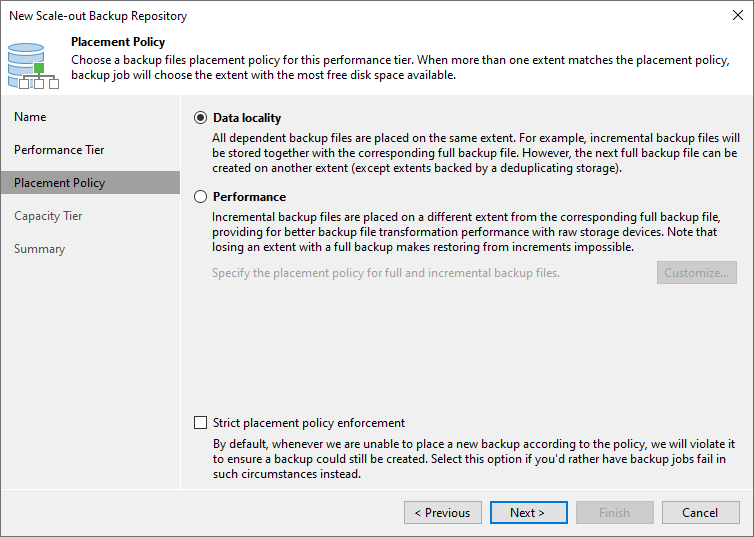 New Scale-out Backup Repository
Placement Policy
Choose a backup files placement policy for this performance tier. When more than one extent matches the placement policy,
backup job will choose the extent with the most free disk space available.
Name
Performance Tier
Placement Policy
Capacity Tier
Summary
Data locality
All dependent backup files are placed on the same extent. For example, incremental backup files will
be stored together with the corresponding full backup file. However, the next full backup file can be
created on another extent (except extents backed by a deduplicating storage).
Performance
Incremental backup files are placed on a different extent from the corresponding full backup file,
providing for better backup file transformation performance with raw storage devices. Note that
losing an extent with a full backup makes restoring from increments impossible.
Specify the placement policy for full and incremental backup files.
Customize...
Strict placement policy enforcement
By default, whenever we are unable to place a new backup according to the policy, we will violate it
to ensure a backup could still be created. Select this option if you'd rather have backup jobs fail in
such circumstances instead.
< Previous
Next >
Finish
Cancel